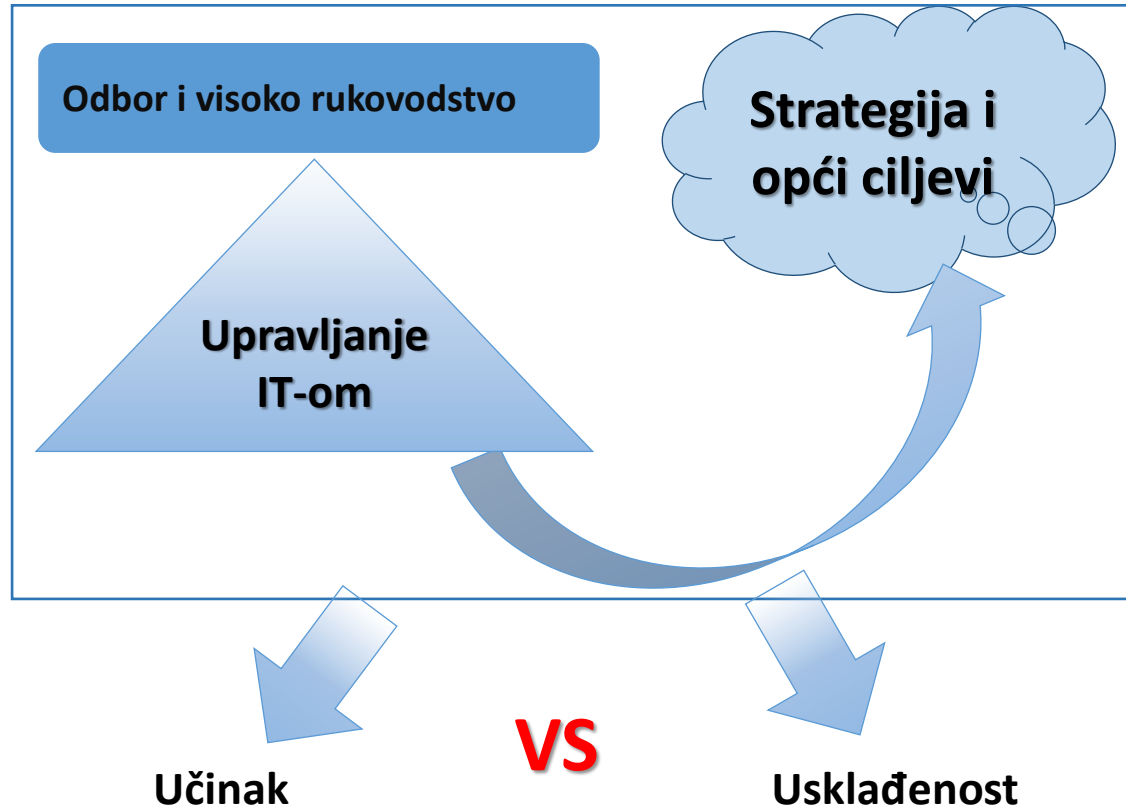 Odbor i visoko rukovodstvo
Strategija i
opći ciljevi
Upravljanje
IT-om
VS
Učinak
Usklađenost